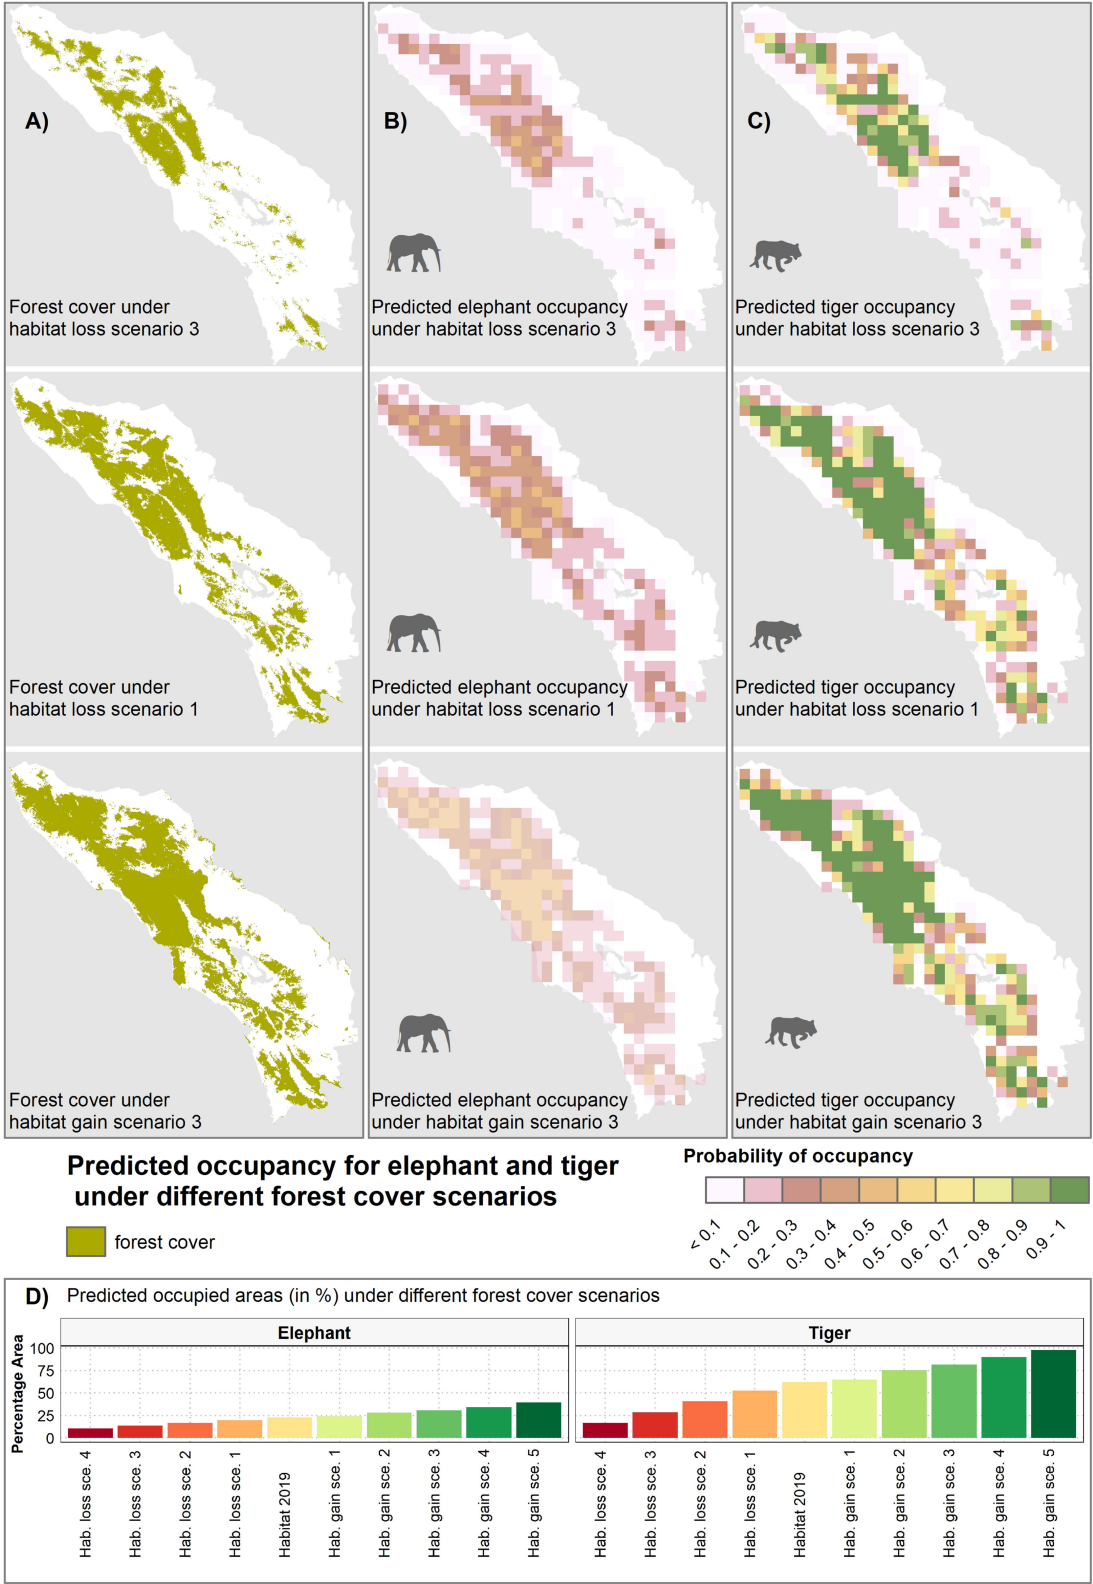 A)
B)
C)
Forest cover under
habitat loss scenario 3
Predicted elephant occupancy
under habitat loss scenario 3
Predicted tiger occupancy
under habitat loss scenario 3
Forest cover under
habitat loss scenario 1
Predicted elephant occupancy
under habitat loss scenario 1
Predicted tiger occupancy
under habitat loss scenario 1
Forest cover under
habitat gain scenario 3
Predicted elephant occupancy
under habitat gain scenario 3
Predicted tiger occupancy
under habitat gain scenario 3
Predicted occupancy for elephant and tiger
under different forest cover scenarios
forest cover
Probability of occupancy
< 0.1
0.1 - 0.2
0.2 - 0.3
0.3 - 0.4
0.4 - 0.5
0.5 - 0.6
0.6 - 0.7
0.7 - 0.8
0.8 - 0.9
0.9 - 1
D) Predicted occupied areas (in %) under different forest cover scenarios
Elephant
Tiger
Percentage Area
100
75
50
25
0
Hab. loss sce. 4
Hab. loss sce. 3
Hab. loss sce. 2
Hab. loss sce. 1
Habitat 2019
Hab. gain sce. 1
Hab. gain sce. 2
Hab. gain sce. 3
Hab. gain sce. 4
Hab. gain sce. 5
Hab. loss sce. 4
Hab. loss sce. 3
Hab. loss sce. 2
Hab. loss sce. 1
Habitat 2019
Hab. gain sce. 1
Hab. gain sce. 2
Hab. gain sce. 3
Hab. gain sce. 4
Hab. gain sce. 5